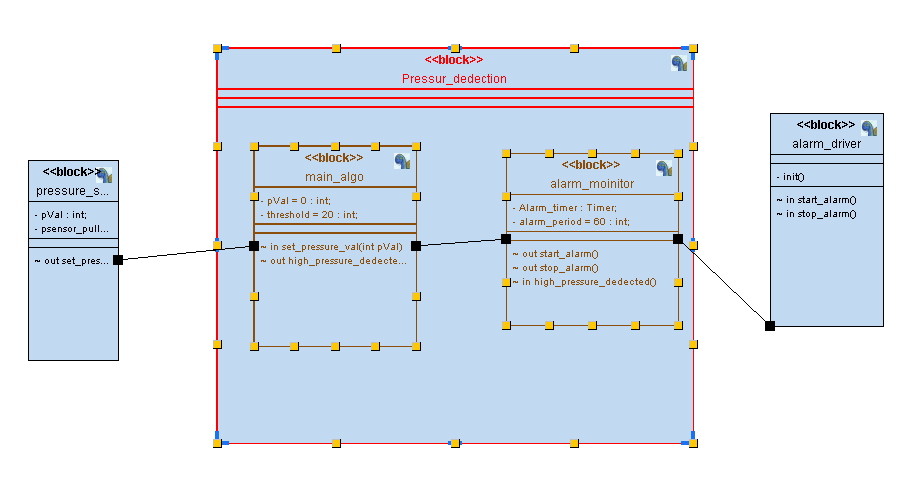 <<block>>
Pressur_dedection
<<block>>
pressure_s...
- pVal : int;
- psensor_pull...
~ out set_pres...
<<block>>
main_algo
- pVal = 0 : int;
- threshold = 20 : int;
~ in set_pressure_val(int pVal)
~ out high_pressure_dedecte...
<<block>>
alarm_moinitor
- Alarm_timer : Timer;
- alarm_period = 60 : int;
~ out start_alarm()
~ out stop_alarm()
~ in high_pressure_dedected()
<<block>>
alarm_driver
- init()
~ in start_alarm()
~ in stop_alarm()